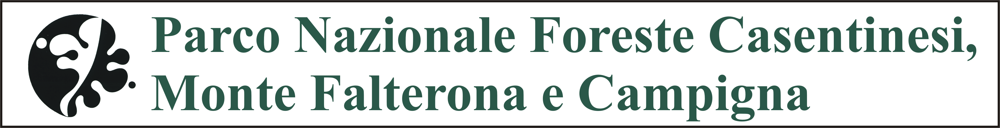 Parco Nazionale Foreste Casentinesi,
Monte Falterona e Campigna